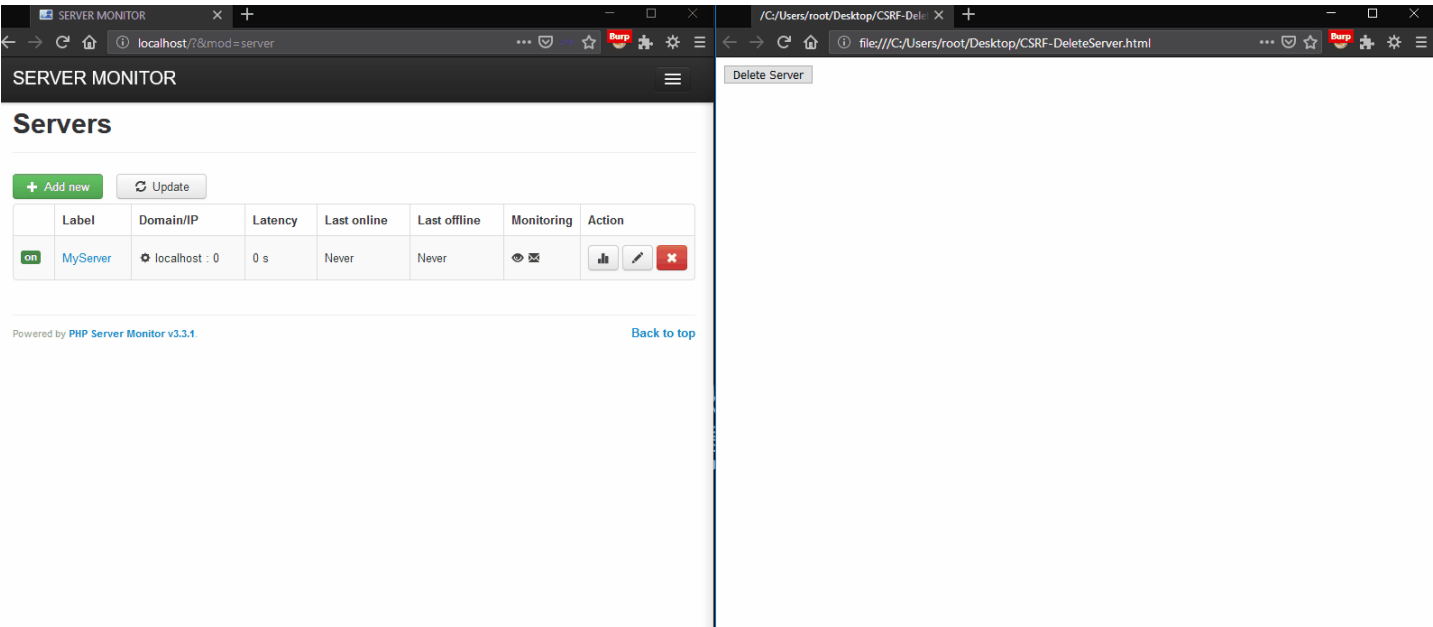 SERVER MONITOR
localhost/?&mod=server
Burp
SERVER MONITOR
Servers
Add new Update
Label Domain/IP Latency Last online Last offline Monitoring Action
on MyServer localhost : 0 0 s Never Never
Powered by PHP Server Monitor v3.3.1. Back to top
/C:/Users/root/Desktop/CSRF-Dele
file:///C:/Users/root/Desktop/CSRF-DeleteServer.html
Burp
Delete Server